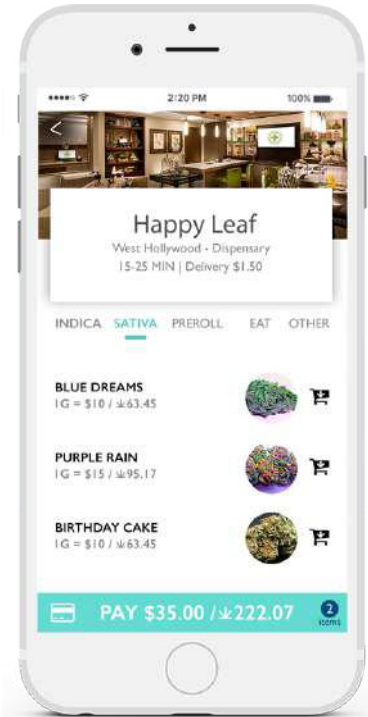 2:20 PM
100%
Happy Leaf
West Hollywood - Dispensary
15-25 MIN | Delivery $1.50
INDICA SATIVA PREROLL EAT OTHER
BLUE DREAMS
1G = $10 / 63.45
PURPLE RAIN
1G = $15 / 95.17
BIRTHDAY CAKE
1G = $10 / 63.45
PAY $35.00 / 222.07
2
items